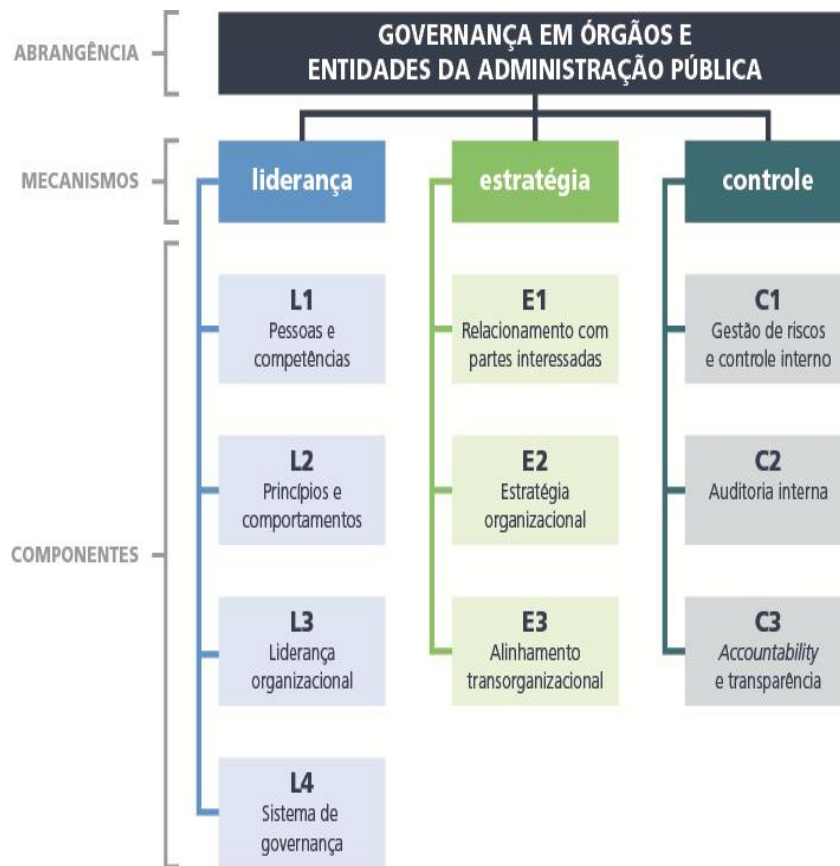 ABRANGÊNCIA
GOVERNANÇA EM ÓRGÃOS E
ENTIDADES DA ADMINISTRAÇÃO PÚBLICA
MECANISMOS
liderança
estratégia
controle
COMPONENTES
L1
Pessoas e
competências
E1
Relacionamento com
partes interessadas
C1
Gestão de riscos
e controle interno
L2
Princípios e
comportamentos
E2
Estratégia
organizacional
C2
Auditoria interna
L3
Liderança
organizacional
E3
Alinhamento
transorganizacional
C3
Accountability
e transparência
L4
Sistema de
governança